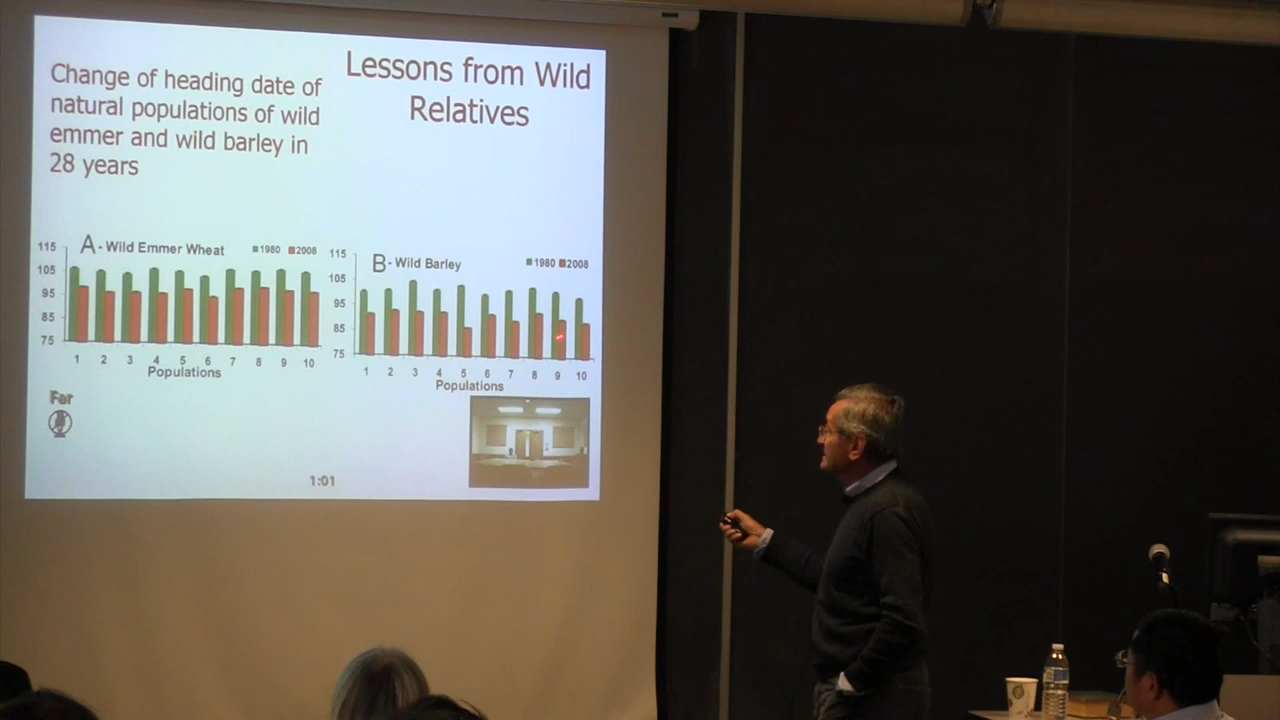 Change of heading date of
natural populations of wild
emmer and wild barley in
28 years
Lessons from Wild
Relatives
A - Wild Emmer Wheat
1980 2008
115
105
95
85
75
1 2 3 4 5 6 7 8 9 10
Populations
B - Wild Barley
1980 2008
115
105
95
85
75
1 2 3 4 5 6 7 8 9 10
Populations
Far
1:01